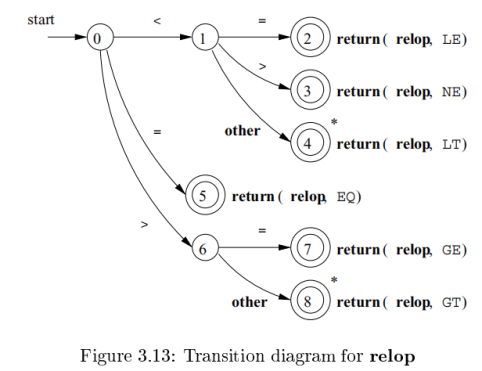 start
<
=
0
1
2
return ( relop, LE)
>
3
return ( relop, NE)
other
*
=
4
return ( relop, LT)
5
return ( relop, EQ)
>
=
6
7
return ( relop, GE)
*
other
8
return ( relop, GT)
Figure 3.13: Transition diagram for relop